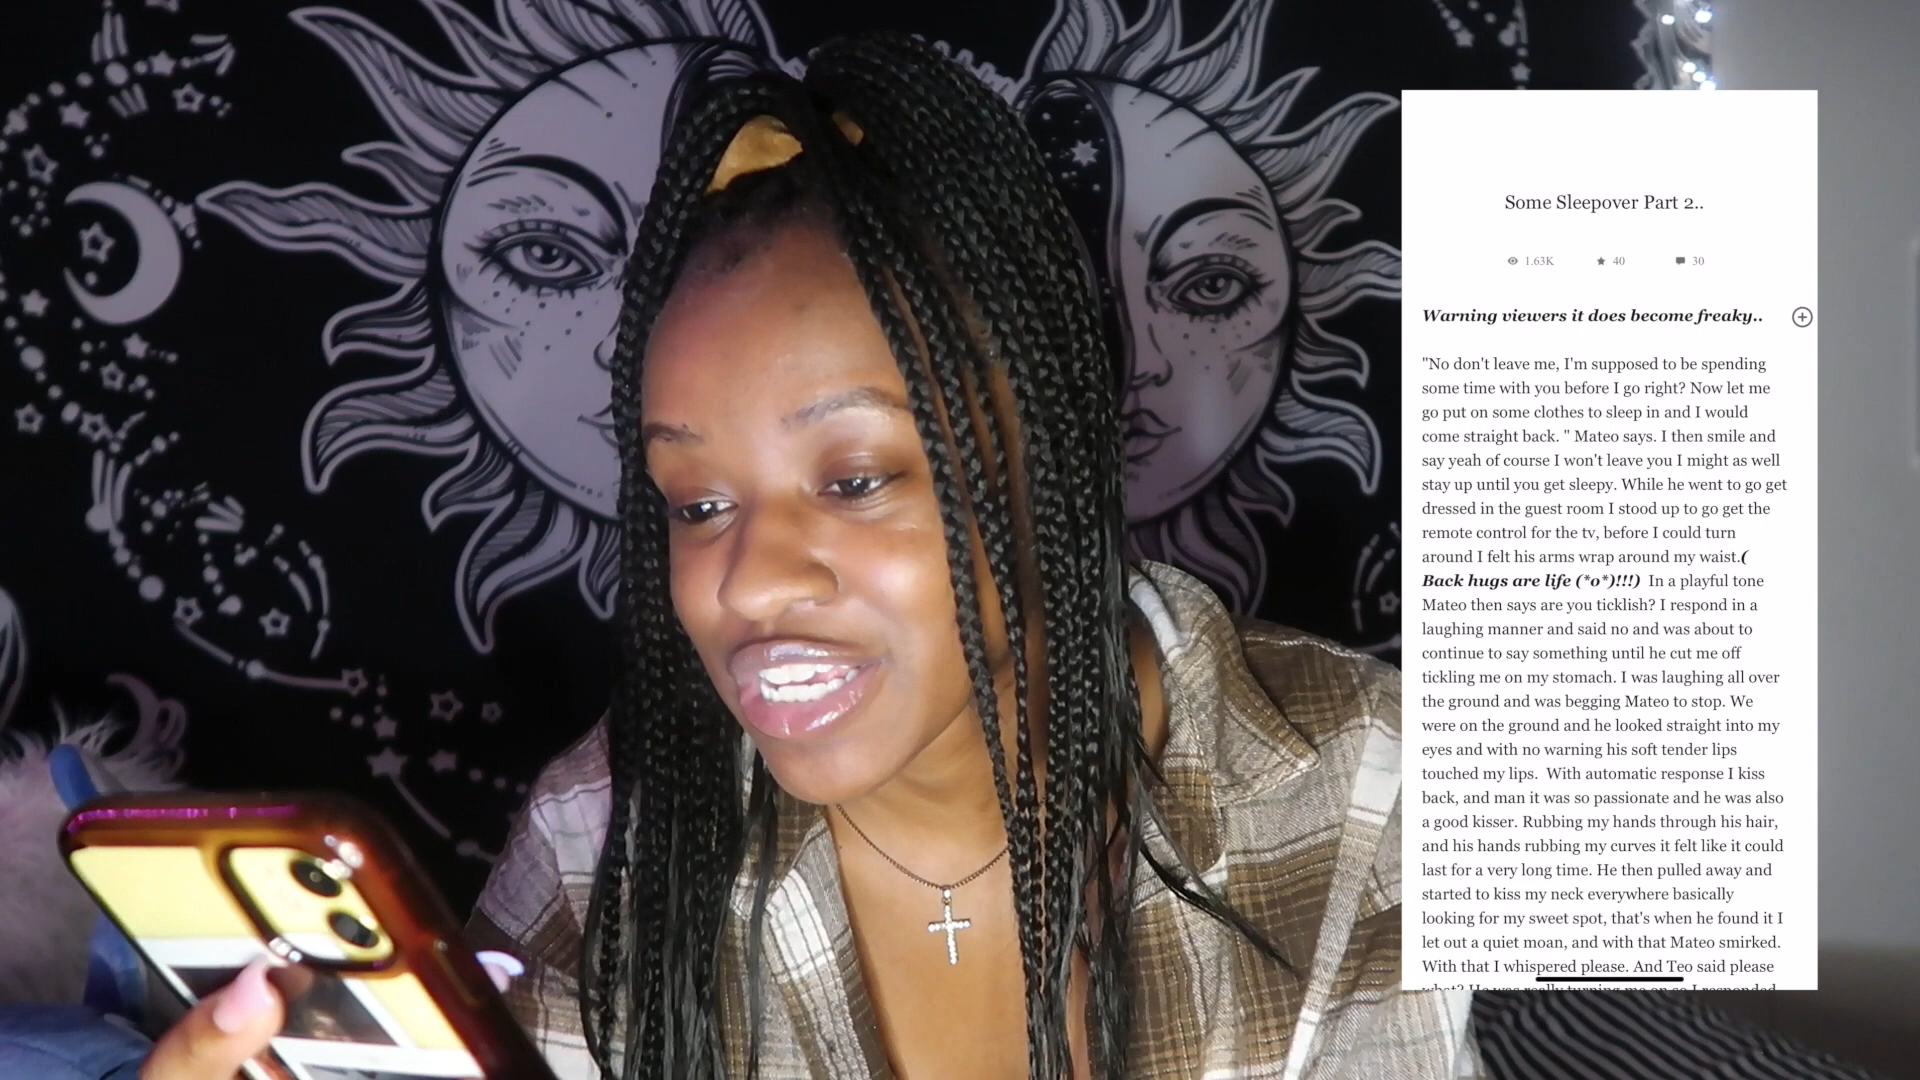 Some Sleepover Part 2..
1.63K 40 30
Warning viewers it does become freaky..
"No don't leave me, I'm supposed to be spending
some time with you before I go right? Now let me
go put on some clothes to sleep in and I would
come straight back. " Mateo says. I then smile and
say yeah of course I won't leave you I might as well
stay up until you get sleepy. While he went to go get
dressed in the guest room I stood up to go get the
remote control for the tv, before I could turn
around I felt his arms wrap around my waist.(
Back hugs are life (*o*)!!!) In a playful tone
Mateo then says are you ticklish? I respond in a
laughing manner and said no and was about to
continue to say something until he cut me off
tickling me on my stomach. I was laughing all over
the ground and was begging Mateo to stop. We
were on the ground and he looked straight into my
eyes and with no warning his soft tender lips
touched my lips. With automatic response I kiss
back, and man it was so passionate and he was also
a good kisser. Rubbing my hands through his hair,
and his hands rubbing my curves it felt like it could
last for a very long time. He then pulled away and
started to kiss my neck everywhere basically
looking for my sweet spot, that's when he found it I
let out a quiet moan, and with that Mateo smirked.
With that I whispered please. And Teo said please
what? He was really turning me on so I responded